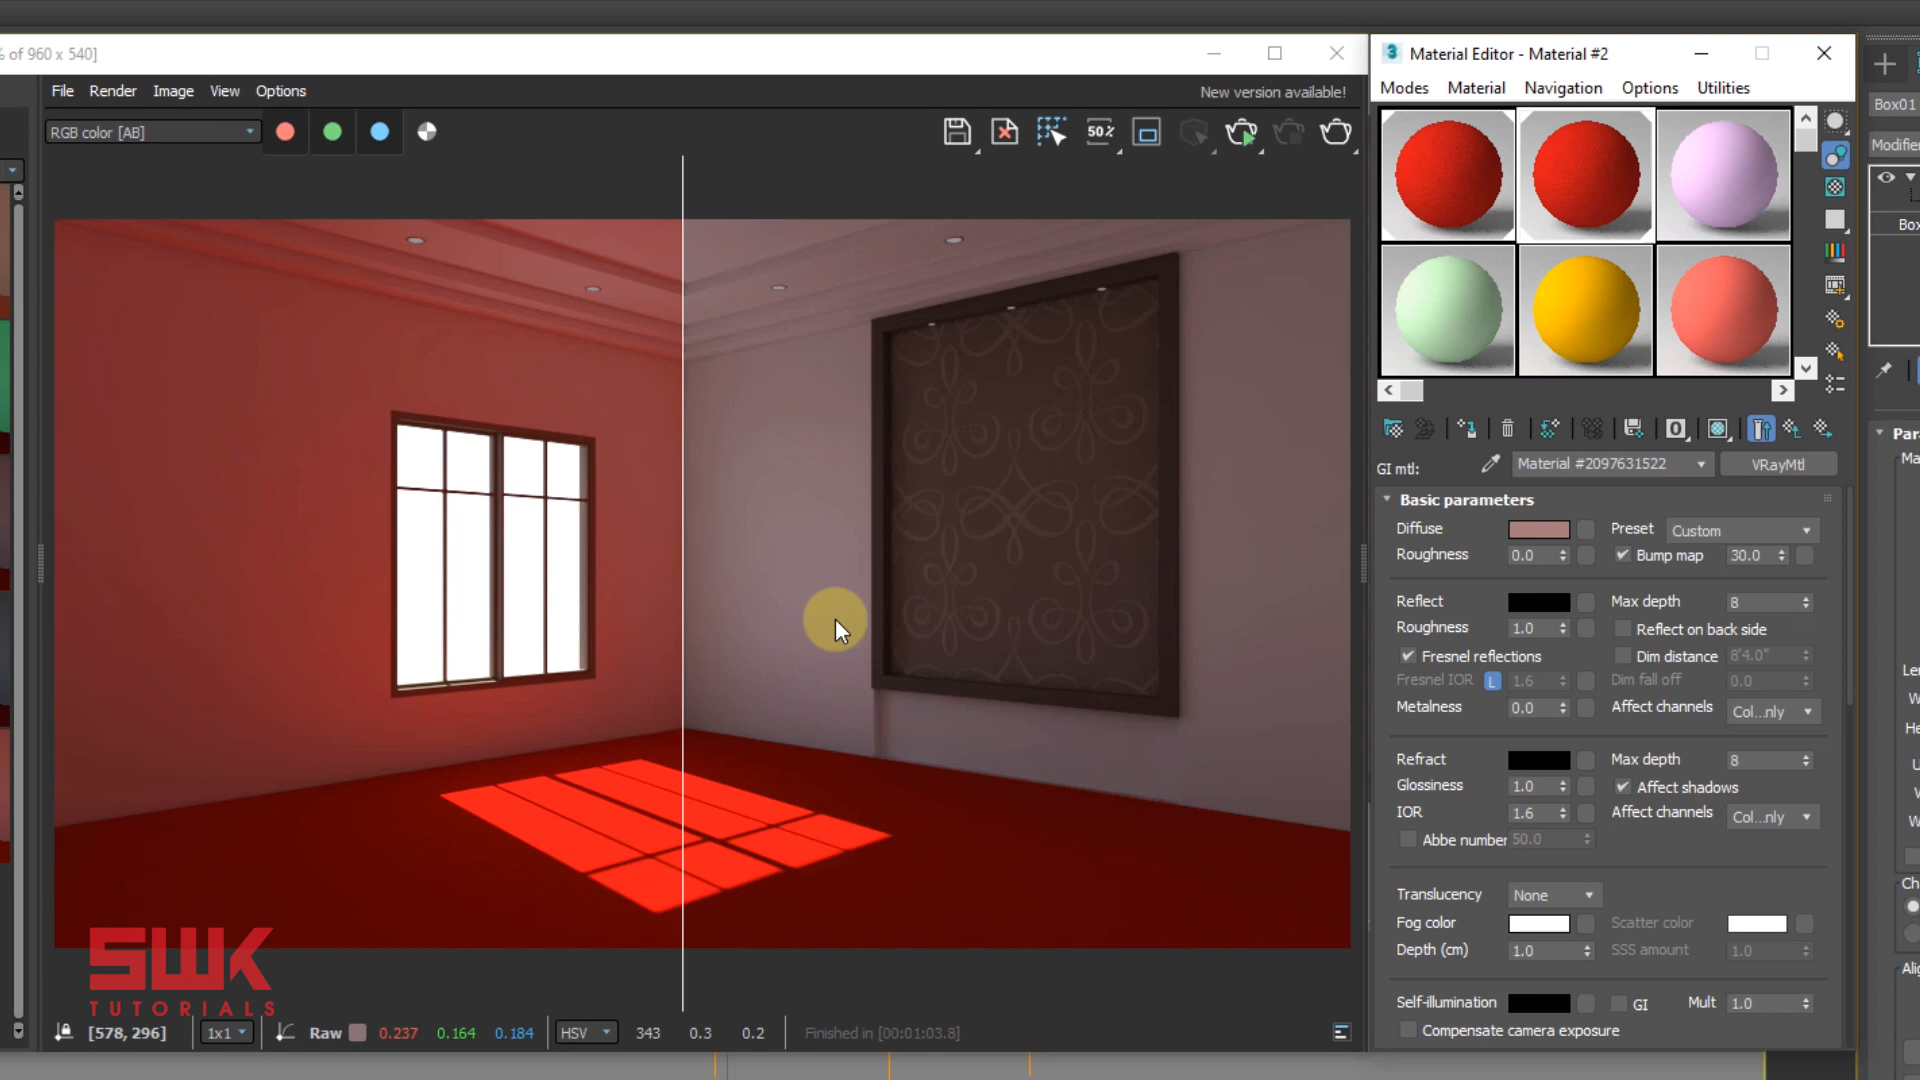 % of 960 x 540]
File Render Image View Options
New version available!
RGB color [AB]
50%
Material Editor - Material #2
Modes Material Navigation Options Utilities
Box01
Modifier
Box
GI mtl: Material #2097631522 VRayMtl
Basic parameters
Diffuse Preset Custom
Roughness 0.0 Bump map 30.0
Reflect Max depth 8
Roughness 1.0 Reflect on back side
Fresnel reflections Dim distance 8'4.0"
Fresnel IOR L 1.6 Dim fall off 0.0
Metalness 0.0 Affect channels Col...nly
Refract Max depth 8
Glossiness 1.0 Affect shadows
IOR 1.6 Affect channels Col...nly
Abbe number 50.0
Translucency None
Fog color Scatter color
Depth (cm) 1.0 SSS amount 1.0
Self-illumination GI Mult 1.0
Compensate camera exposure
Para
Ma
Len
W
He
Ch
Alig
SWK
TUTORIALS
[578, 296] 1x1 Raw 0.237 0.164 0.184 HSV 343 0.3 0.2 Finished in [00:01:03.8]